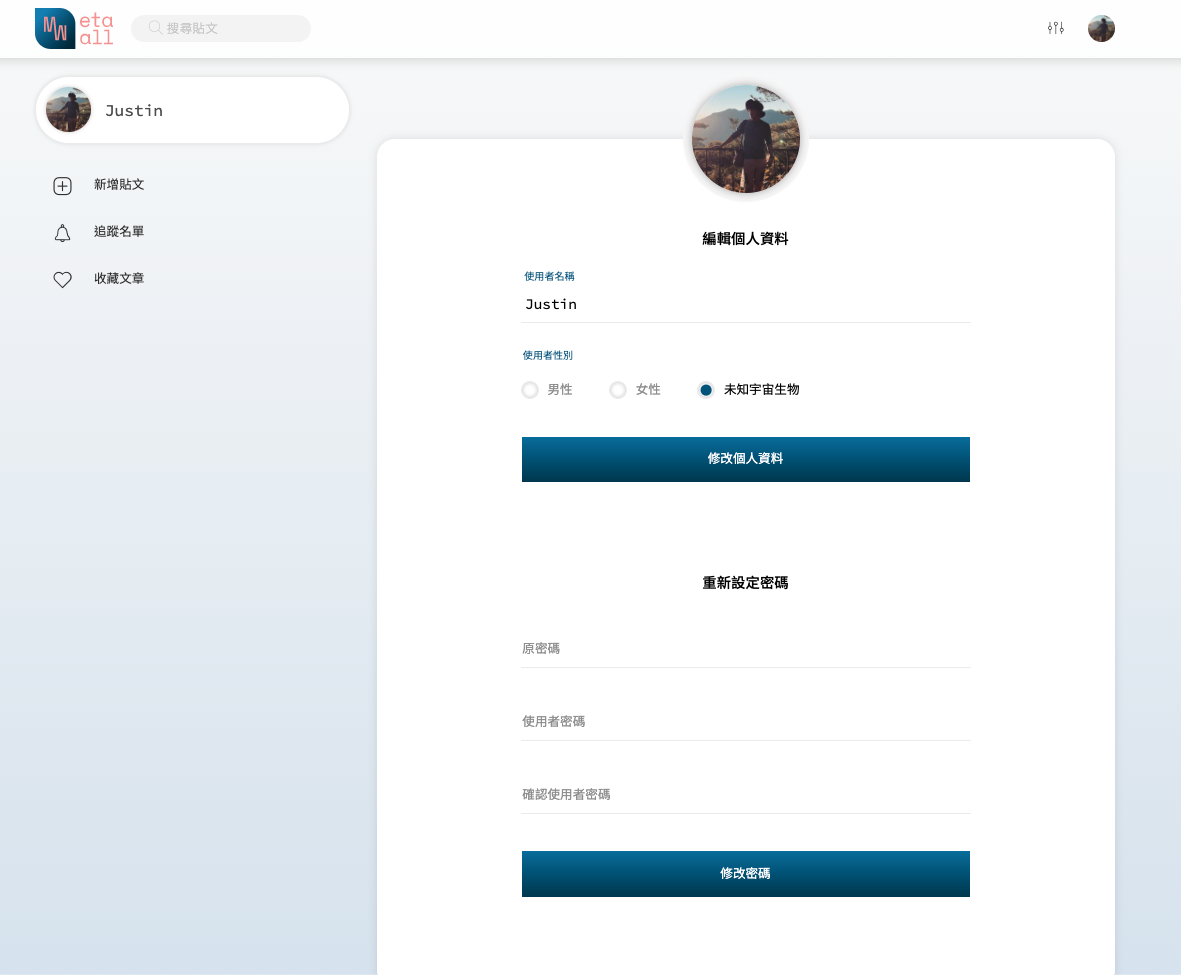 MW eta all
搜尋貼文
Justin
新增貼文
追蹤名單
收藏文章
編輯個人資料
使用者名稱
Justin
使用者性別
男性 女性 未知宇宙生物
修改個人資料
重新設定密碼
原密碼
使用者密碼
確認使用者密碼
修改密碼